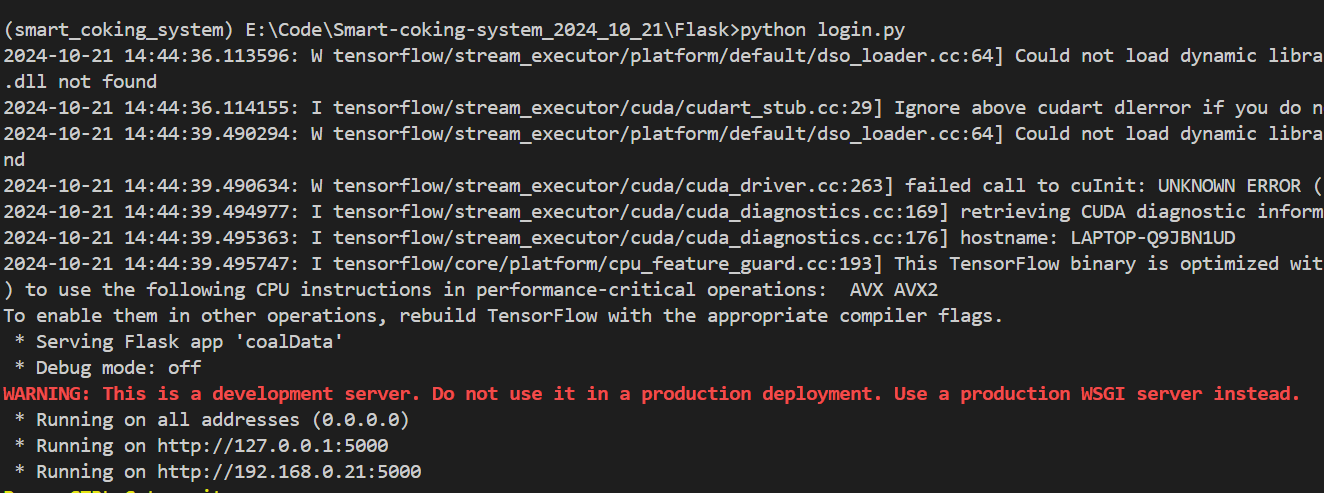 (smart_coking_system) E:\Code\Smart-coking-system_2024_10_21\Flask>python login.py
2024-10-21 14:44:36.113596: W tensorflow/stream_executor/platform/default/dso_loader.cc:64] Could not load dynamic libra
.dll not found
2024-10-21 14:44:36.114155: I tensorflow/stream_executor/cuda/cudart_stub.cc:29] Ignore above cudart dlerror if you do n
2024-10-21 14:44:39.490294: W tensorflow/stream_executor/platform/default/dso_loader.cc:64] Could not load dynamic libra
nd
2024-10-21 14:44:39.490634: W tensorflow/stream_executor/cuda/cuda_driver.cc:263] failed call to cuInit: UNKNOWN ERROR (
2024-10-21 14:44:39.494977: I tensorflow/stream_executor/cuda/cuda_diagnostics.cc:169] retrieving CUDA diagnostic inform
2024-10-21 14:44:39.495363: I tensorflow/stream_executor/cuda/cuda_diagnostics.cc:176] hostname: LAPTOP-Q9JBN1UD
2024-10-21 14:44:39.495747: I tensorflow/core/platform/cpu_feature_guard.cc:193] This TensorFlow binary is optimized wit
) to use the following CPU instructions in performance-critical operations:  AVX AVX2
To enable them in other operations, rebuild TensorFlow with the appropriate compiler flags.
 * Serving Flask app 'coalData'
 * Debug mode: off
WARNING: This is a development server. Do not use it in a production deployment. Use a production WSGI server instead.
 * Running on all addresses (0.0.0.0)
 * Running on http://127.0.0.1:5000
 * Running on http://192.168.0.21:5000